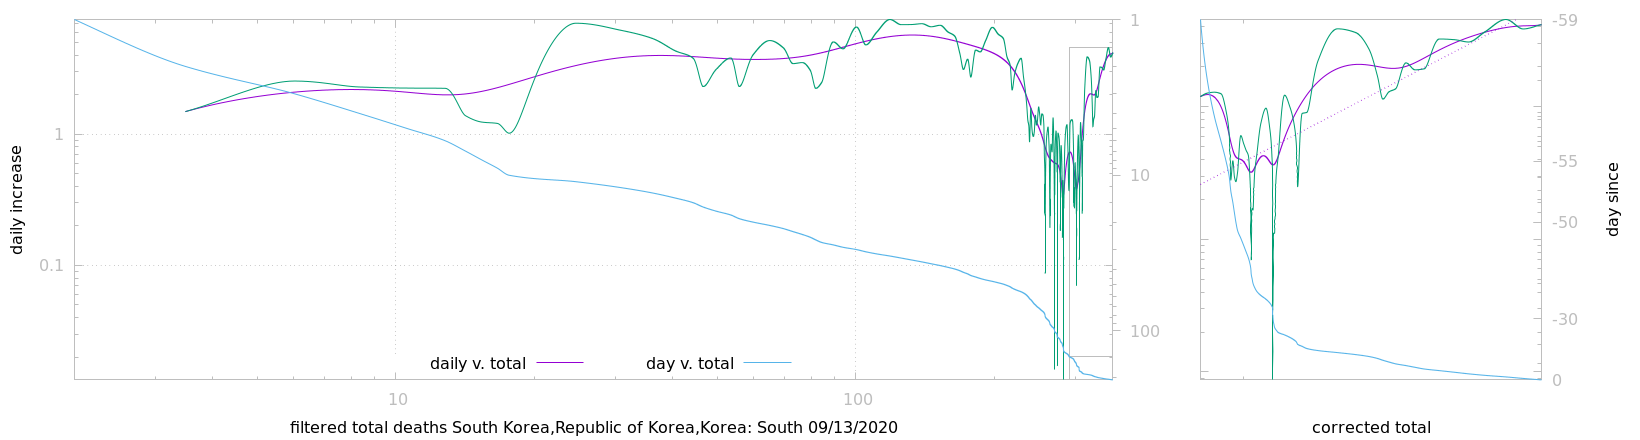 1
-59
1
10
-55
-50
daily increase
day since
0.1
-30
100
daily v. total
day v. total
0
10
100
filtered total deaths South Korea,Republic of Korea,Korea: South 09/13/2020
corrected total